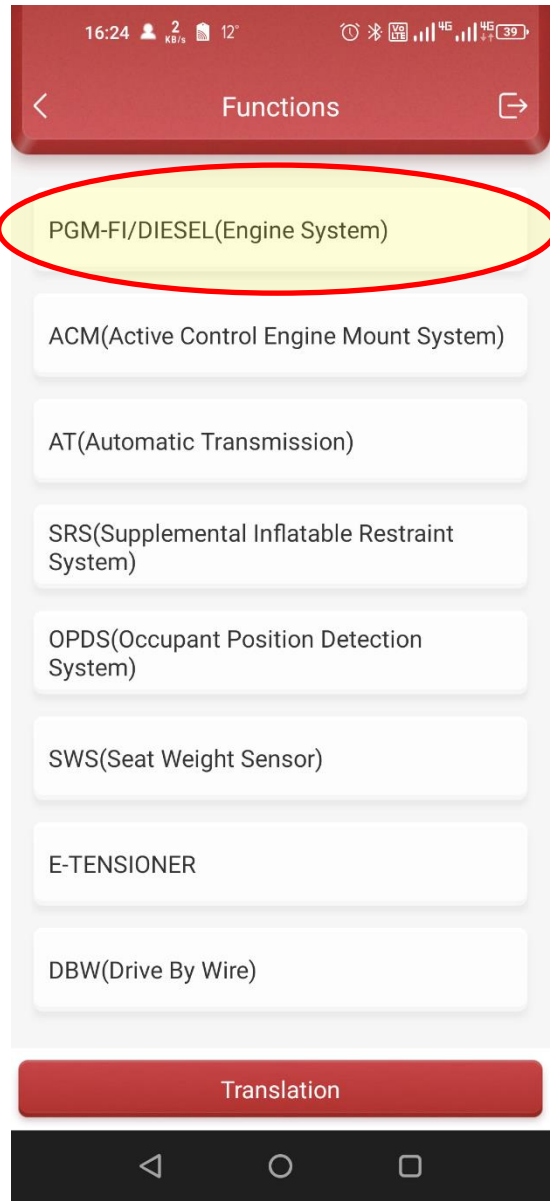 16:24 2 KB/s 12° VO LTE 4G 4G 39
Functions
PGM-FI/DIESEL(Engine System)
ACM(Active Control Engine Mount System)
AT(Automatic Transmission)
SRS(Supplemental Inflatable Restraint
System)
OPDS(Occupant Position Detection
System)
SWS(Seat Weight Sensor)
E-TENSIONER
DBW(Drive By Wire)
Translation